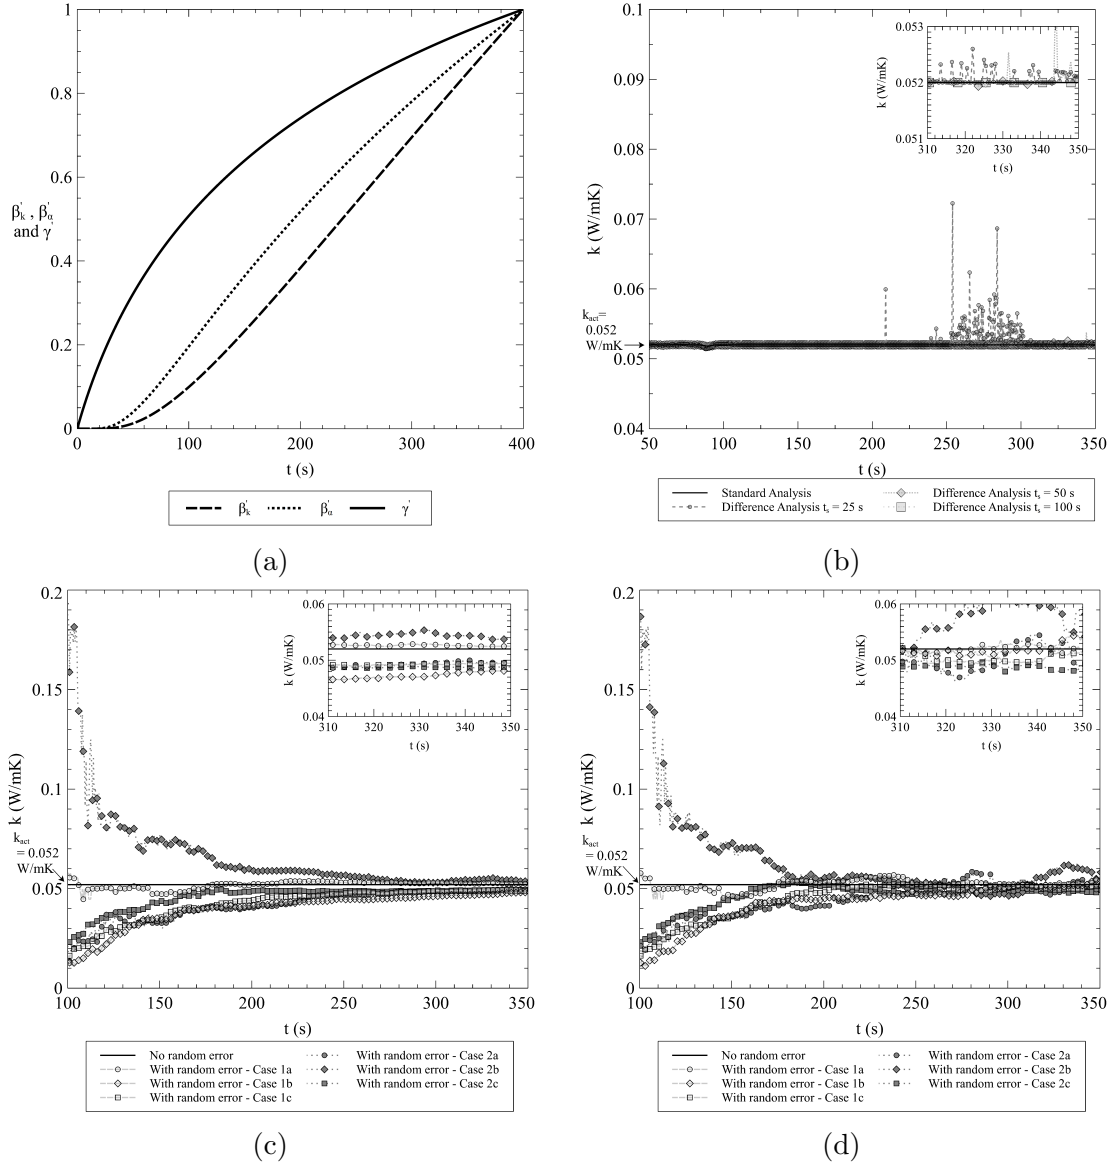 1
0.8
0.6
0.4
0.2
0
β'k , β'α
and γ'
0
100
200
300
400
t (s)
β'k
β'α
γ'
(a)
0.1
0.09
0.08
0.07
0.06
0.05
0.04
k (W/mK)
kact=
0.052
W/mK
50
100
150
200
250
300
350
t (s)
0.053
0.052
0.051
k (W/mK)
310
320
330
340
350
t (s)
Standard Analysis
Difference Analysis ts = 25 s
Difference Analysis ts = 50 s
Difference Analysis ts = 100 s
(b)
0.2
0.15
0.1
0.05
0
k (W/mK)
kact
= 0.052
W/mK
100
150
200
250
300
350
t (s)
0.06
0.05
0.04
k (W/mK)
310
320
330
340
350
t (s)
No random error
With random error - Case 1a
With random error - Case 1b
With random error - Case 1c
With random error - Case 2a
With random error - Case 2b
With random error - Case 2c
(c)
0.2
0.15
0.1
0.05
0
k (W/mK)
kact
= 0.052
W/mK
100
150
200
250
300
350
t (s)
0.06
0.05
0.04
k (W/mK)
310
320
330
340
350
t (s)
No random error
With random error - Case 1a
With random error - Case 1b
With random error - Case 1c
With random error - Case 2a
With random error - Case 2b
With random error - Case 2c
(d)